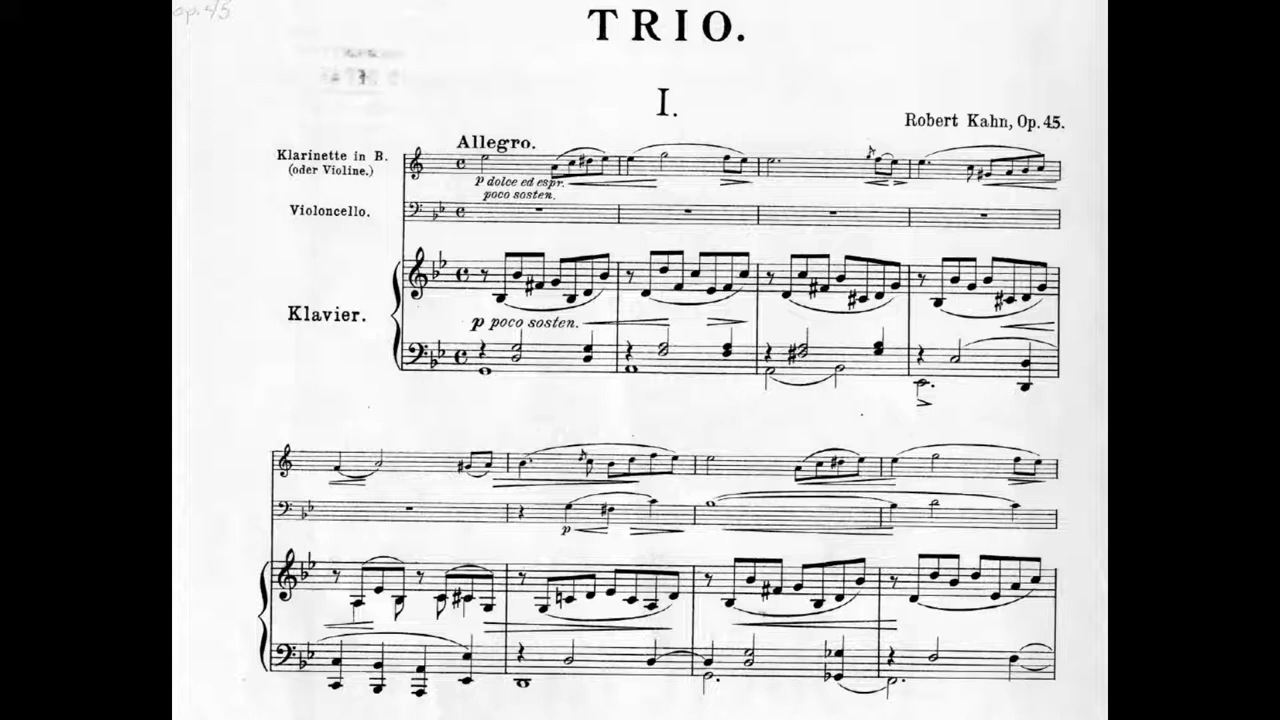 op. 45
TRIO.
I.
Robert Kahn, Op. 45.
Allegro.
Klarinette in B.
(oder Violine.)
p dolce ed espr.
poco sosten.
Violoncello.
Klavier.
p poco sosten.
p